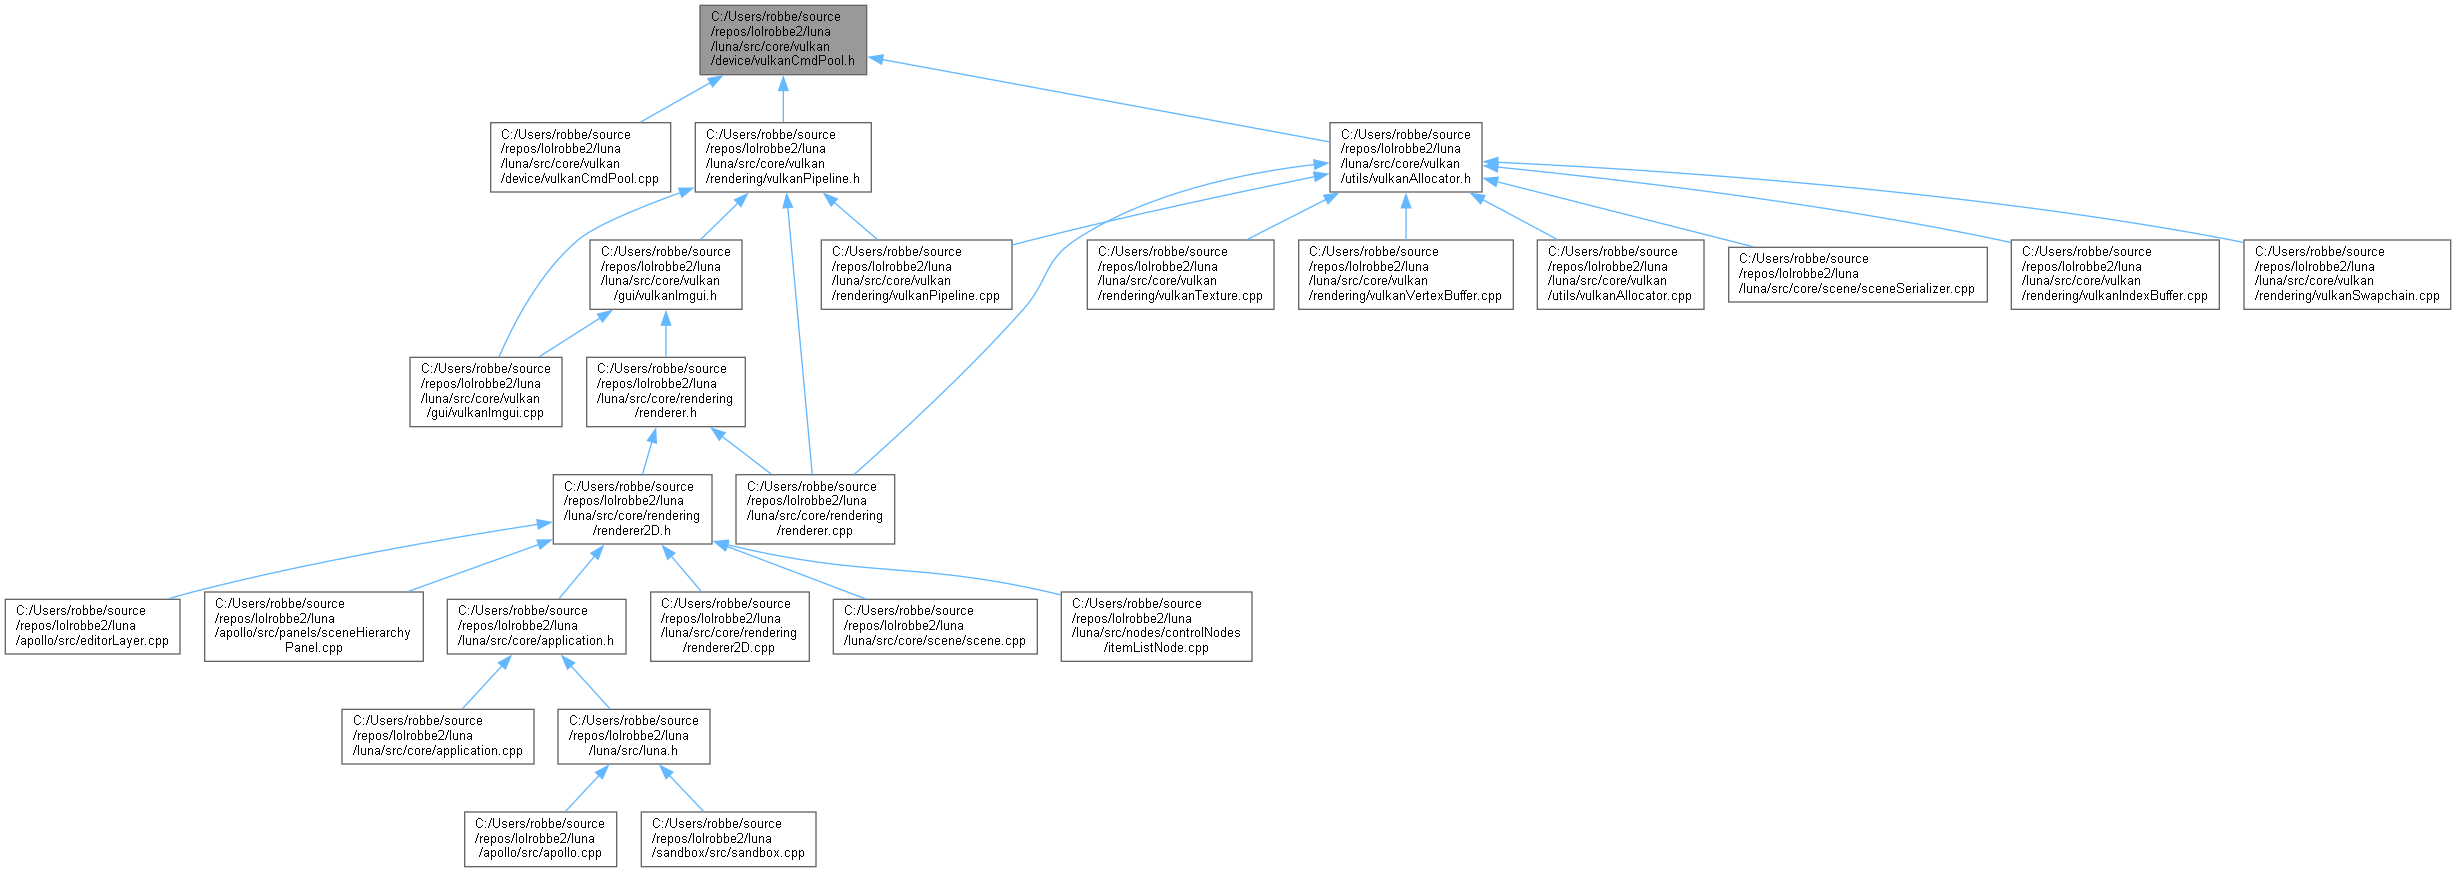 C:/Users/robbe/source
/repos/lolrobbe2/luna
/luna/src/core/vulkan
/device/vulkanCmdPool.h
C:/Users/robbe/source
/repos/lolrobbe2/luna
/luna/src/core/vulkan
/device/vulkanCmdPool.cpp
C:/Users/robbe/source
/repos/lolrobbe2/luna
/luna/src/core/vulkan
/rendering/vulkanPipeline.h
C:/Users/robbe/source
/repos/lolrobbe2/luna
/luna/src/core/vulkan
/utils/vulkanAllocator.h
C:/Users/robbe/source
/repos/lolrobbe2/luna
/luna/src/core/vulkan
/gui/vulkanImgui.h
C:/Users/robbe/source
/repos/lolrobbe2/luna
/luna/src/core/vulkan
/rendering/vulkanPipeline.cpp
C:/Users/robbe/source
/repos/lolrobbe2/luna
/luna/src/core/vulkan
/rendering/vulkanTexture.cpp
C:/Users/robbe/source
/repos/lolrobbe2/luna
/luna/src/core/vulkan
/rendering/vulkanVertexBuffer.cpp
C:/Users/robbe/source
/repos/lolrobbe2/luna
/luna/src/core/vulkan
/utils/vulkanAllocator.cpp
C:/Users/robbe/source
/repos/lolrobbe2/luna
/luna/src/core/scene/sceneSerializer.cpp
C:/Users/robbe/source
/repos/lolrobbe2/luna
/luna/src/core/vulkan
/rendering/vulkanIndexBuffer.cpp
C:/Users/robbe/source
/repos/lolrobbe2/luna
/luna/src/core/vulkan
/rendering/vulkanSwapchain.cpp
C:/Users/robbe/source
/repos/lolrobbe2/luna
/luna/src/core/vulkan
/gui/vulkanImgui.cpp
C:/Users/robbe/source
/repos/lolrobbe2/luna
/luna/src/core/rendering
/renderer.h
C:/Users/robbe/source
/repos/lolrobbe2/luna
/luna/src/core/rendering
/renderer2D.h
C:/Users/robbe/source
/repos/lolrobbe2/luna
/luna/src/core/rendering
/renderer.cpp
C:/Users/robbe/source
/repos/lolrobbe2/luna
/apollo/src/editorLayer.cpp
C:/Users/robbe/source
/repos/lolrobbe2/luna
/apollo/src/panels/sceneHierarchy
Panel.cpp
C:/Users/robbe/source
/repos/lolrobbe2/luna
/luna/src/core/application.h
C:/Users/robbe/source
/repos/lolrobbe2/luna
/luna/src/core/rendering
/renderer2D.cpp
C:/Users/robbe/source
/repos/lolrobbe2/luna
/luna/src/core/scene/scene.cpp
C:/Users/robbe/source
/repos/lolrobbe2/luna
/luna/src/nodes/controlNodes
/itemListNode.cpp
C:/Users/robbe/source
/repos/lolrobbe2/luna
/luna/src/core/application.cpp
C:/Users/robbe/source
/repos/lolrobbe2/luna
/luna/src/luna.h
C:/Users/robbe/source
/repos/lolrobbe2/luna
/apollo/src/apollo.cpp
C:/Users/robbe/source
/repos/lolrobbe2/luna
/sandbox/src/sandbox.cpp